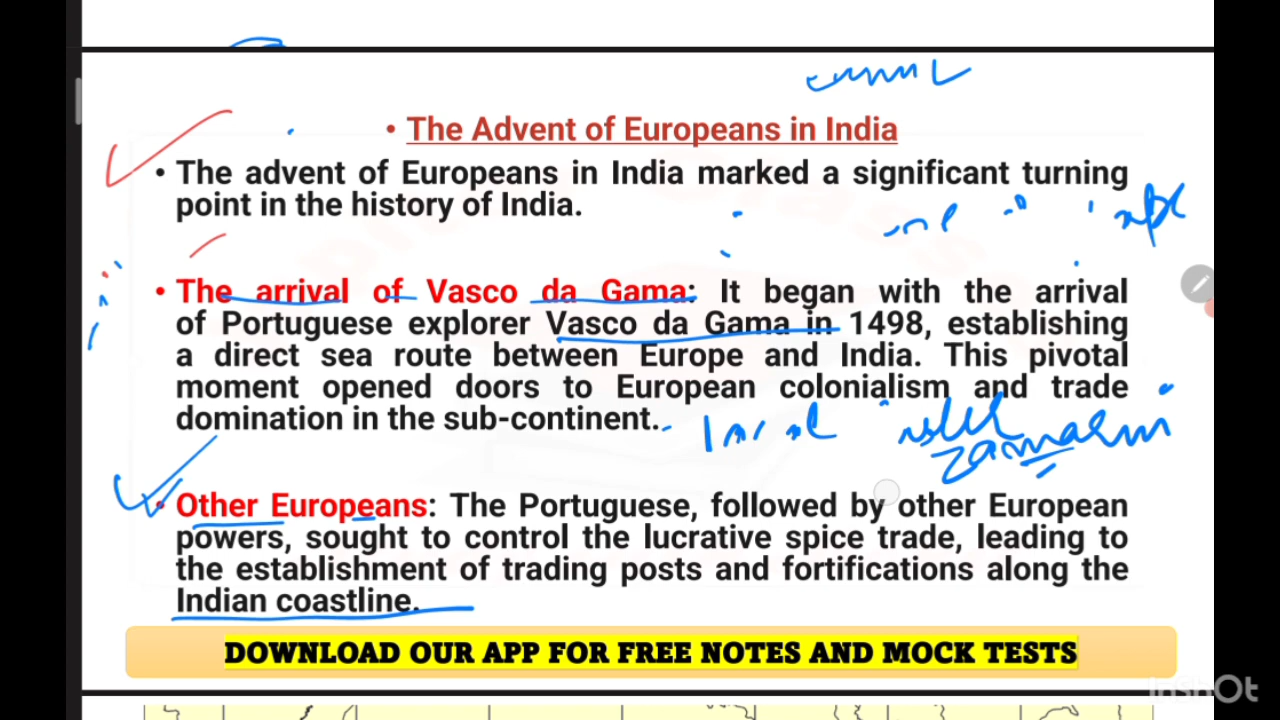 • The Advent of Europeans in India
• The advent of Europeans in India marked a significant turning
point in the history of India.
• The arrival of Vasco da Gama: It began with the arrival
of Portuguese explorer Vasco da Gama in 1498, establishing
a direct sea route between Europe and India. This pivotal
moment opened doors to European colonialism and trade
domination in the sub-continent.
• Other Europeans: The Portuguese, followed by other European
powers, sought to control the lucrative spice trade, leading to
the establishment of trading posts and fortifications along the
Indian coastline.
DOWNLOAD OUR APP FOR FREE NOTES AND MOCK TESTS
InShOt